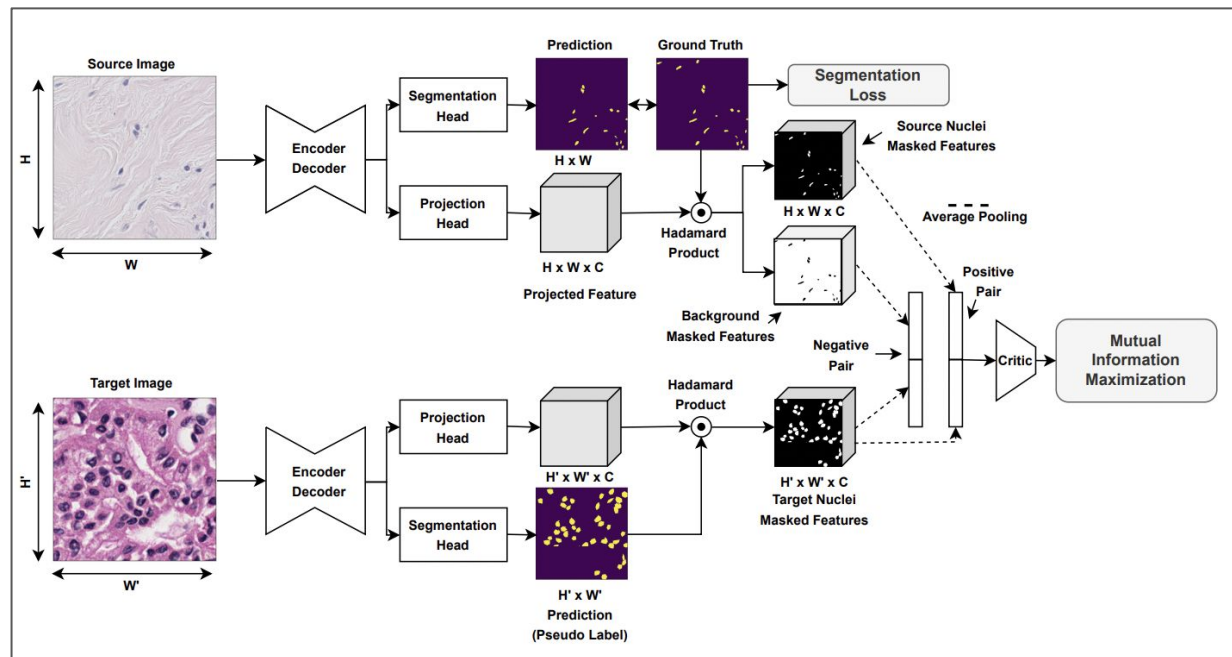 Source Image
H
W
Encoder
Decoder
Segmentation
Head
Projection
Head
Prediction
H x W
Ground Truth
Segmentation
Loss
H x W x C
Projected Feature
Hadamard
Product
Source Nuclei
Masked Features
H x W x C
Average Pooling
Background
Masked Features
Positive
Pair
Negative
Pair
Critic
Mutual
Information
Maximization
Target Image
H'
W'
Encoder
Decoder
Projection
Head
Segmentation
Head
H' x W' x C
H' x W'
Prediction
(Pseudo Label)
Hadamard
Product
H' x W' x C
Target Nuclei
Masked Features